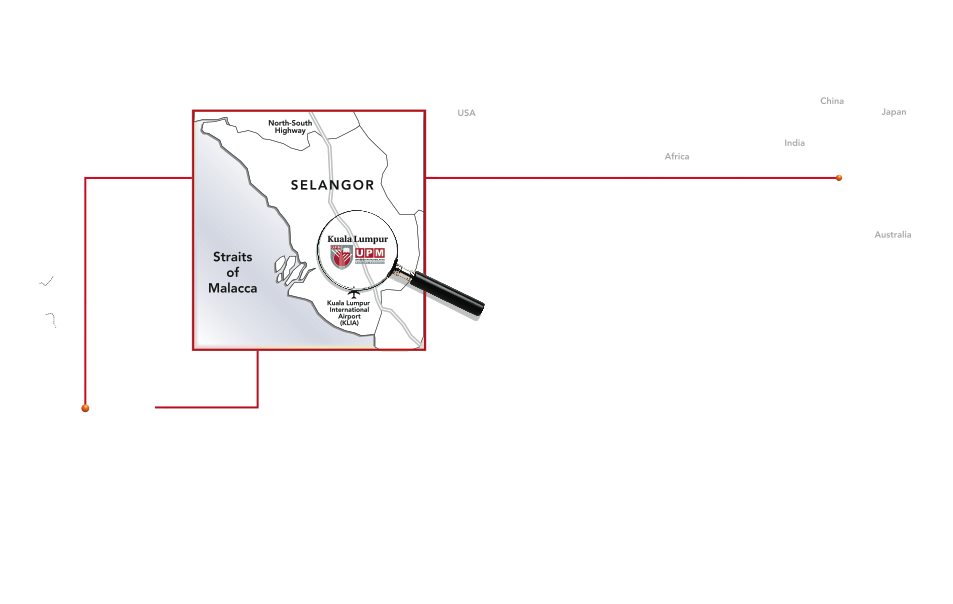 China
USA
Japan
North-South
Highway
India
Africa
SELANGOR
Australia
Kuala Lumpur
UPM
Straits
of
Malacca
Kuala Lumpur
International
Airport
(KLIA)